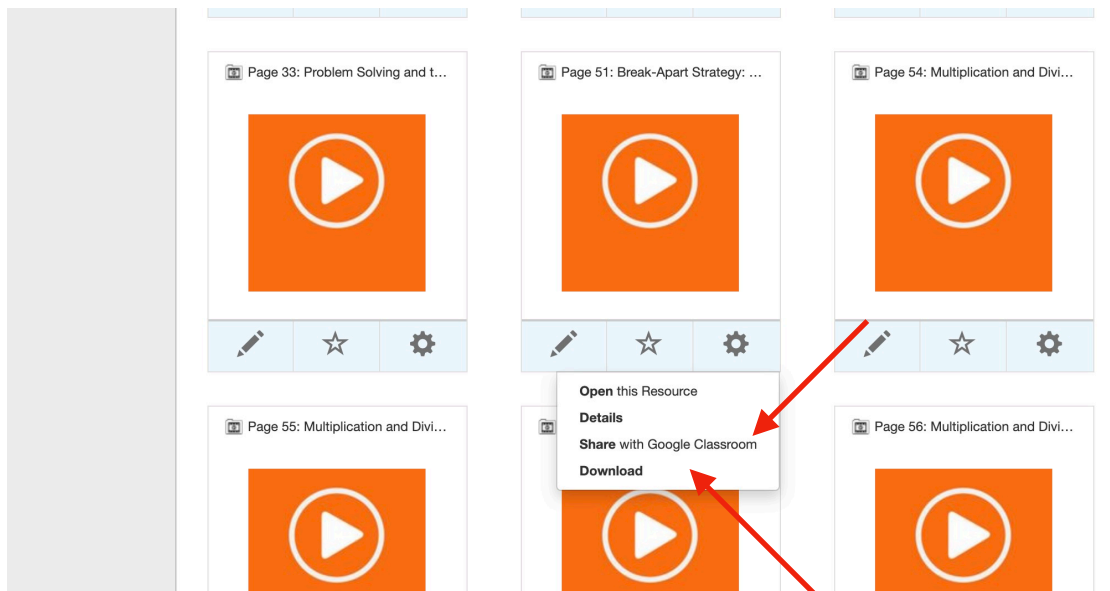 Page 33: Problem Solving and t...
Page 51: Break-Apart Strategy: ...
Page 54: Multiplication and Divi...
Open this Resource
Details
Share with Google Classroom
Download
Page 55: Multiplication and Divi...
Page 56: Multiplication and Divi...